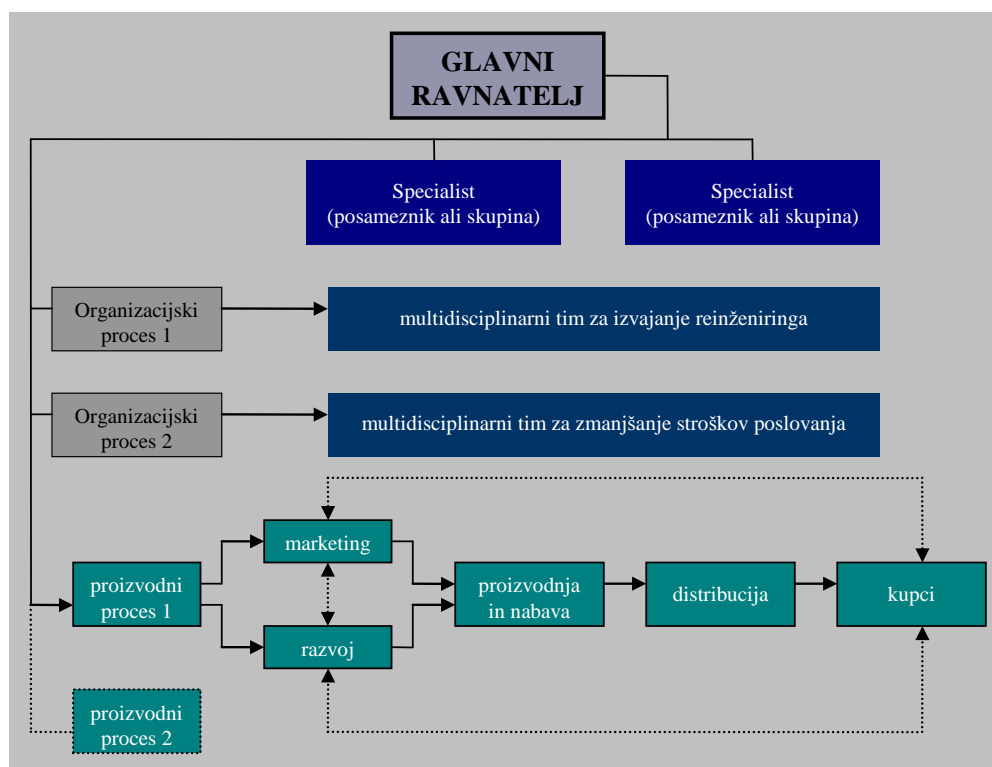 GLAVNI
RAVNATELJ
Specialist
(posameznik ali skupina)
Specialist
(posameznik ali skupina)
Organizacijski
proces 1
multidisciplinarni tim za izvajanje reinženiringa
Organizacijski
proces 2
multidisciplinarni tim za zmanjšanje stroškov poslovanja
marketing
proizvodni
proces 1
proizvodnja
in nabava
distribucija
kupci
razvoj
proizvodni
proces 2